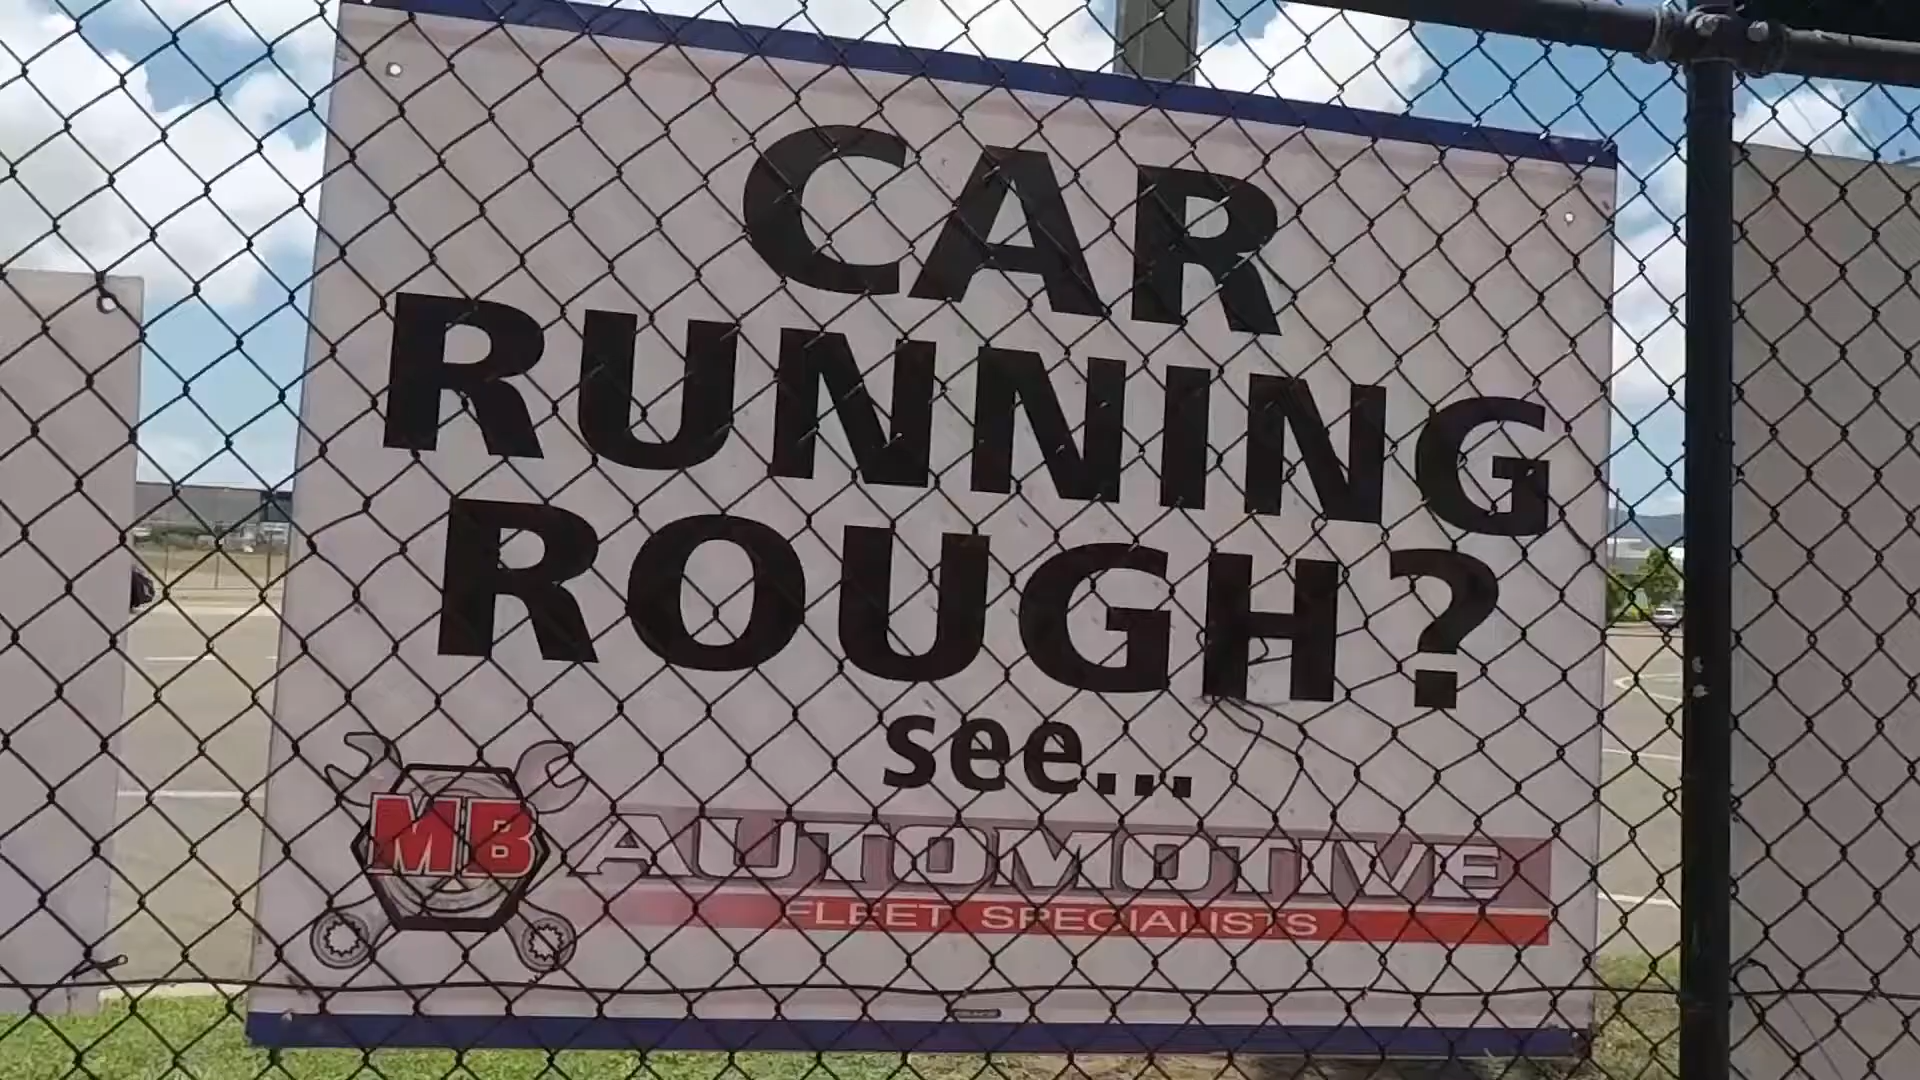 CAR
RUNNING
ROUGH?
see...
MB AUTOMOTIVE
FLEET SPECIALISTS